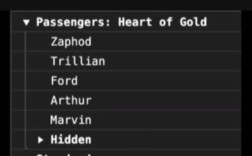 ▼ Passengers: Heart of Gold
Zaphod
Trillian
Ford
Arthur
Marvin
▶ Hidden